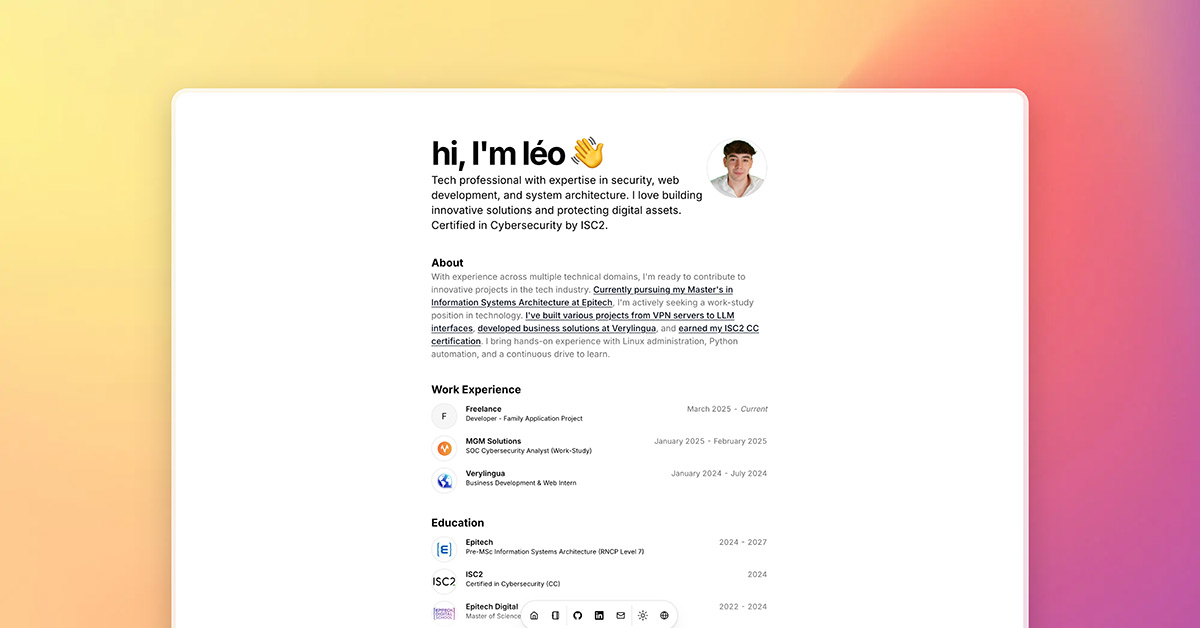 hi, I'm léo 👋
Tech professional with expertise in security, web
development, and system architecture. I love building
innovative solutions and protecting digital assets.
Certified in Cybersecurity by ISC2.
About
With experience across multiple technical domains, I'm ready to contribute to
innovative projects in the tech industry. Currently pursuing my Master's in
Information Systems Architecture at Epitech, I'm actively seeking a work-study
position in technology. I've built various projects from VPN servers to LLM
interfaces, developed business solutions at Verylingua, and earned my ISC2 CC
certification. I bring hands-on experience with Linux administration, Python
automation, and a continuous drive to learn.
Work Experience
F
Freelance March 2025 - Current
Developer - Family Application Project
MGM Solutions January 2025 - February 2025
SOC Cybersecurity Analyst (Work-Study)
Verylingua January 2024 - July 2024
Business Development & Web Intern
Education
[E]
Epitech 2024 - 2027
Pre-MSc Information Systems Architecture (RNCP Level 7)
ISC2
ISC2 2024
Certified in Cybersecurity (CC)
EPITECH
DIGITAL
SCHOOL
Epitech Digital 2022 - 2024
Master of Science